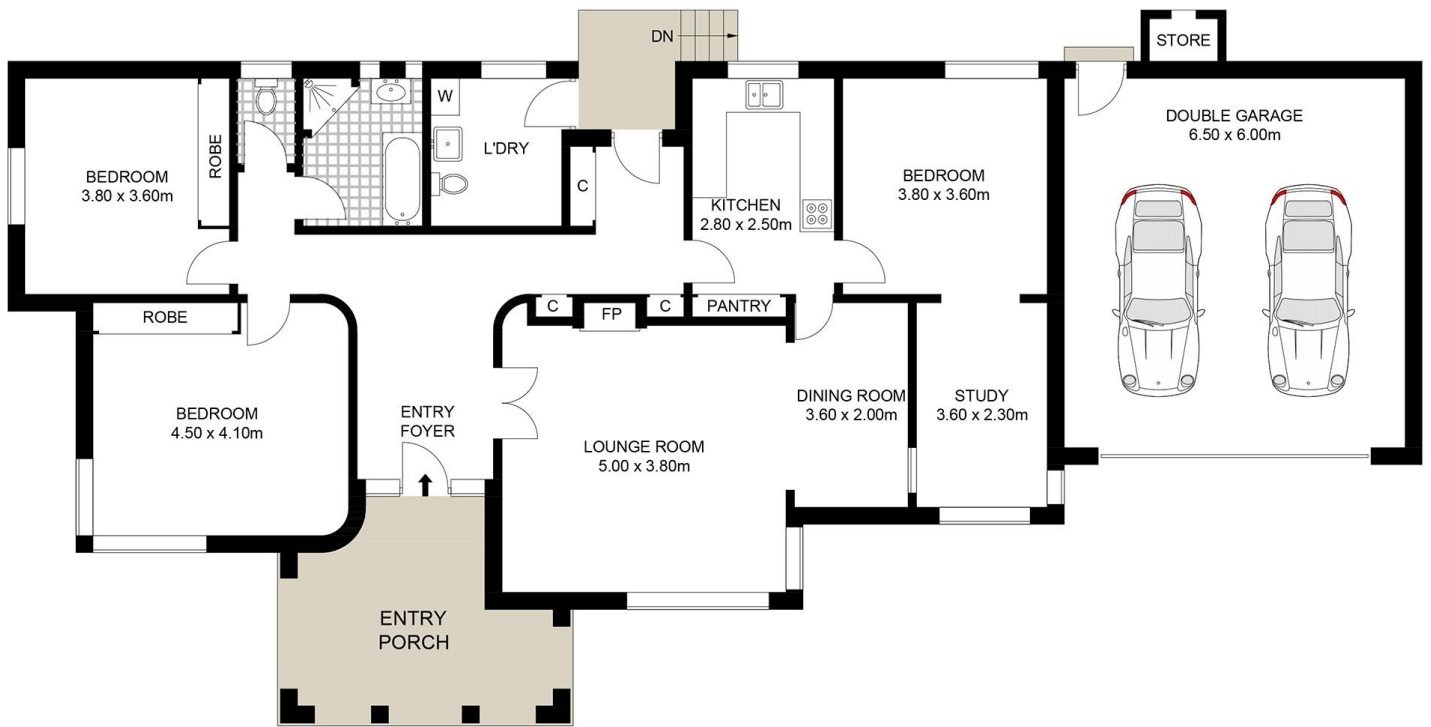 DN
STORE
W
L'DRY
ROBE
BEDROOM
3.80 x 3.60m
C
KITCHEN
2.80 x 2.50m
BEDROOM
3.80 x 3.60m
DOUBLE GARAGE
6.50 x 6.00m
ROBE
C
FP
C
PANTRY
BEDROOM
4.50 x 4.10m
ENTRY
FOYER
LOUNGE ROOM
5.00 x 3.80m
DINING ROOM
3.60 x 2.00m
STUDY
3.60 x 2.30m
ENTRY
PORCH